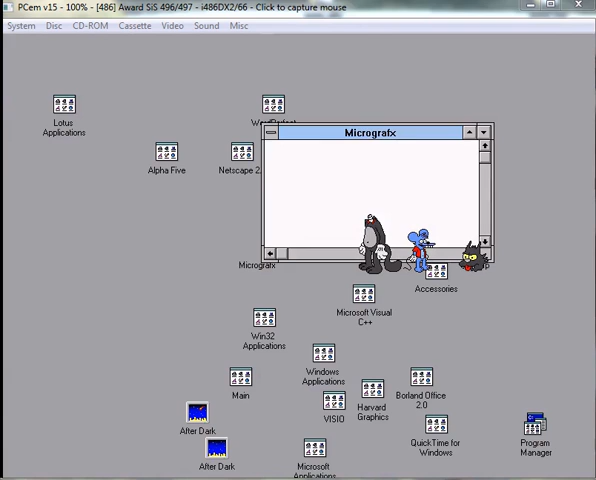 PCem v15 - 100% - [486] Award SiS 496/497 - i486DX2/66 - Click to capture mouse
System Disc CD-ROM Cassette Video Sound Misc
Lotus
Applications
Micrografx
Alpha Five
Netscape 2.
Micrografx
Accessories
Microsoft Visual
C++
Win32
Applications
Windows
Applications
Main
VISIO
Harvard
Graphics
Borland Office
2.0
After Dark
QuickTime for
Windows
Program
Manager
After Dark
Microsoft
Applications